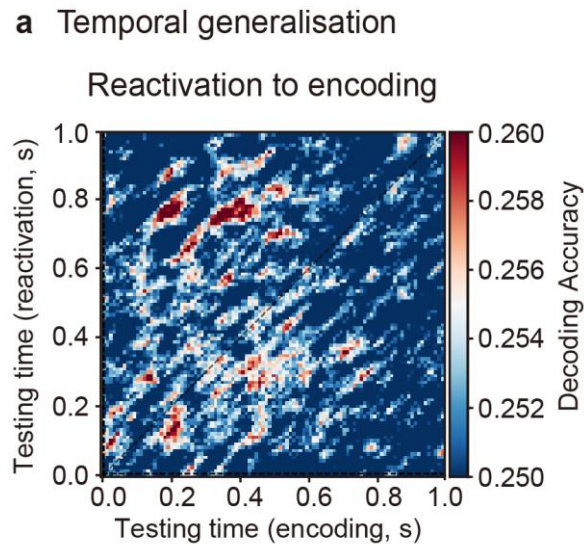 a Temporal generalisation
Reactivation to encoding
Testing time (reactivation, s)
1.0
0.8
0.6
0.4
0.2
0.0
0.0 0.2 0.4 0.6 0.8 1.0
Testing time (encoding, s)
0.260
0.258
0.256
0.254
0.252
0.250
Decoding Accuracy